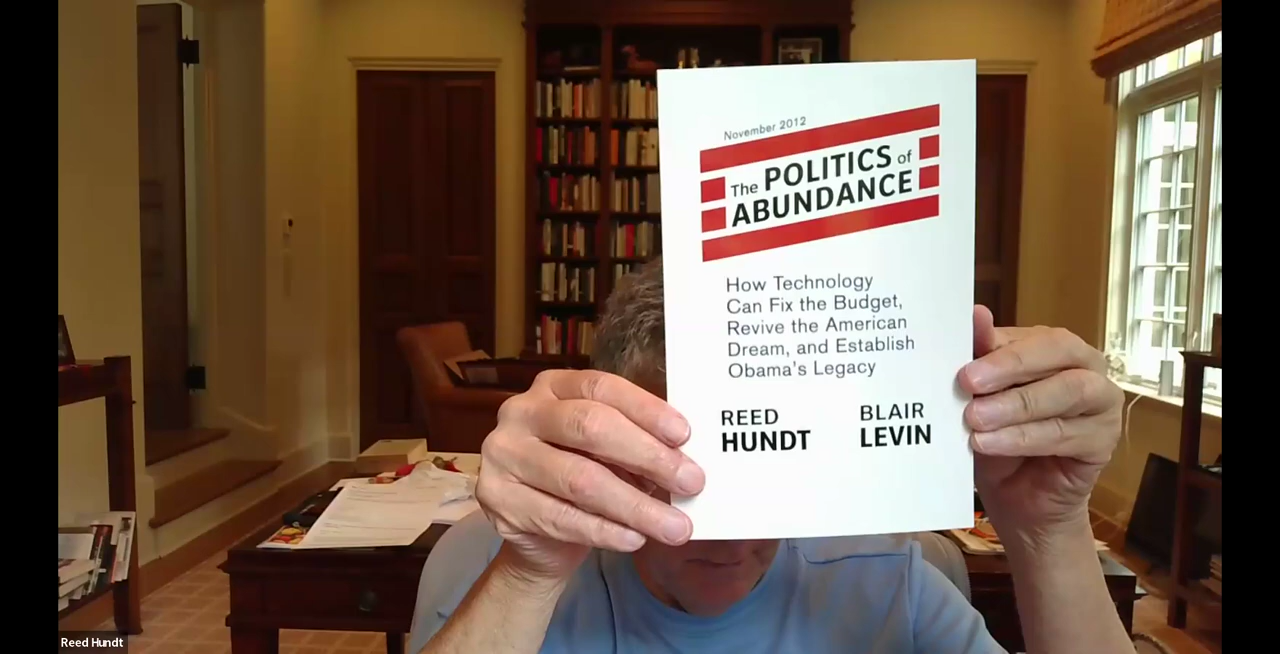 November 2012
The POLITICS of
ABUNDANCE
How Technology
Can Fix the Budget,
Revive the American
Dream, and Establish
Obama's Legacy
REED
HUNDT
BLAIR
LEVIN
Reed Hundt